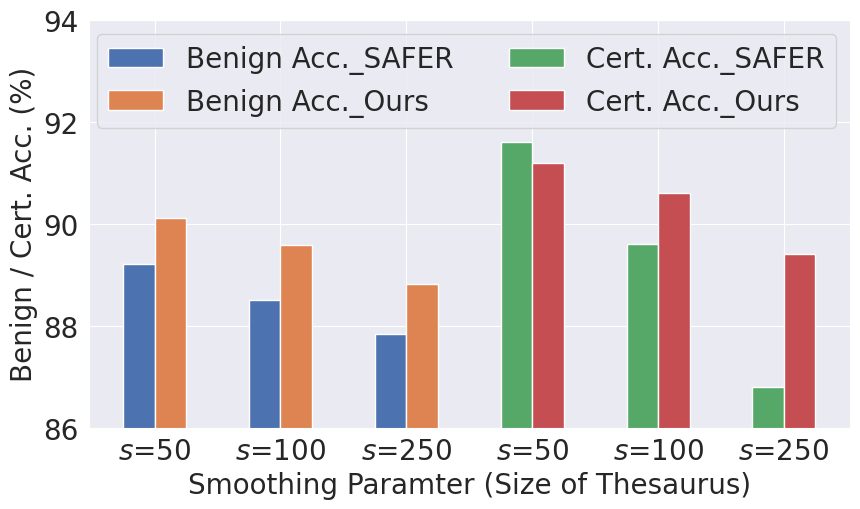 94
92
90
88
86
Benign / Cert. Acc. (%)
Benign Acc._SAFER
Benign Acc._Ours
Cert. Acc._SAFER
Cert. Acc._Ours
s=50 s=100 s=250 s=50 s=100 s=250
Smoothing Paramter (Size of Thesaurus)